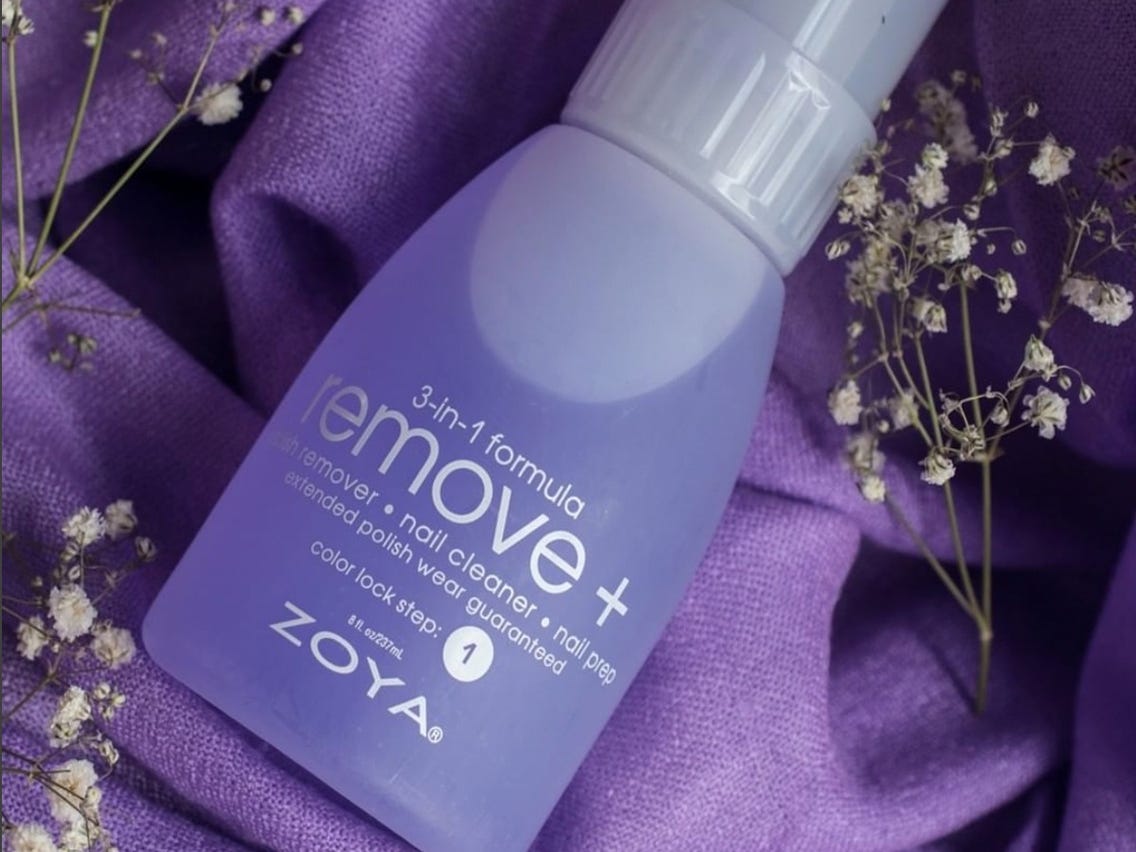 3-in-1 formula
remove +
remover • nail cleaner • nail prep
extended polish wear guaranteed
color lock step: 1
8 fl. oz/237mL
ZOYA®